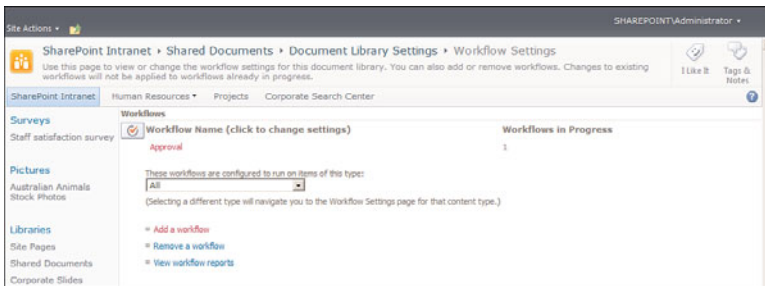 SHAREPOINT\Administrator
Site Actions
SharePoint Intranet › Shared Documents › Document Library Settings › Workflow Settings
Use this page to view or change the workflow settings for this document library. You can also add or remove workflows. Changes to existing
workflows will not be applied to workflows already in progress.
I Like It
Tags &
Notes
SharePoint Intranet Human Resources Projects Corporate Search Center
Surveys
Staff satisfaction survey
Pictures
Australian Animals
Stock Photos
Libraries
Site Pages
Shared Documents
Corporate Slides
Workflows
Workflow Name (click to change settings) Workflows in Progress
Approval 1
These workflows are configured to run on items of this type:
All
(Selecting a different type will navigate you to the Workflow Settings page for that content type.)
Add a workflow
Remove a workflow
View workflow reports